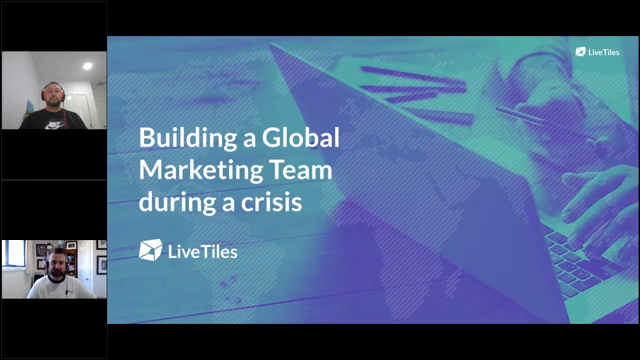 LiveTiles
Building a Global
Marketing Team
during a crisis
LiveTiles